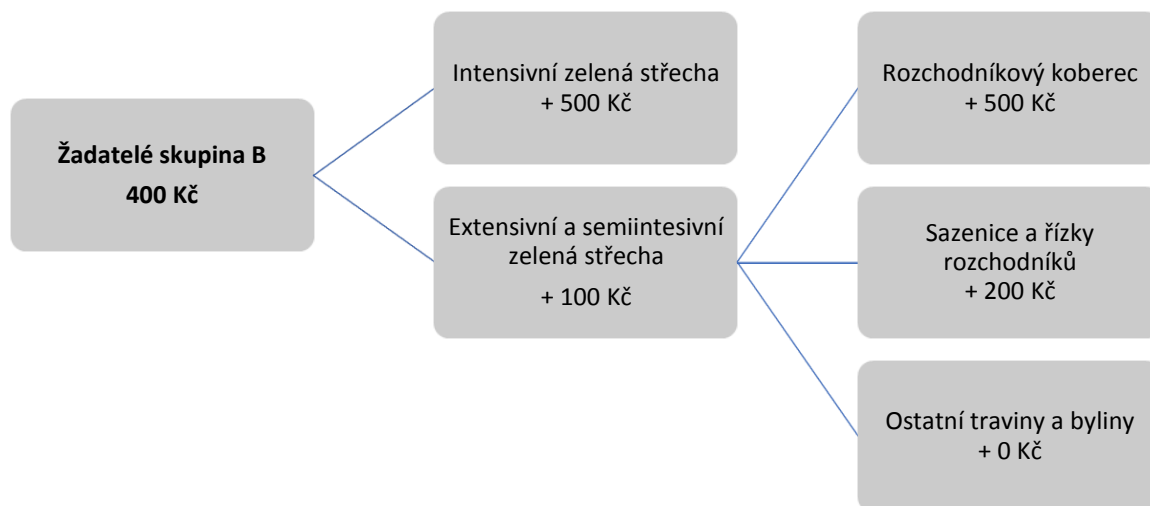 Žadatelé skupina B
400 Kč
Intensivní zelená střecha
+ 500 Kč
Extensivní a semiintesivní
zelená střecha
+ 100 Kč
Rozchodníkový koberec
+ 500 Kč
Sazenice a řízky
rozchodníků
+ 200 Kč
Ostatní traviny a byliny
+ 0 Kč